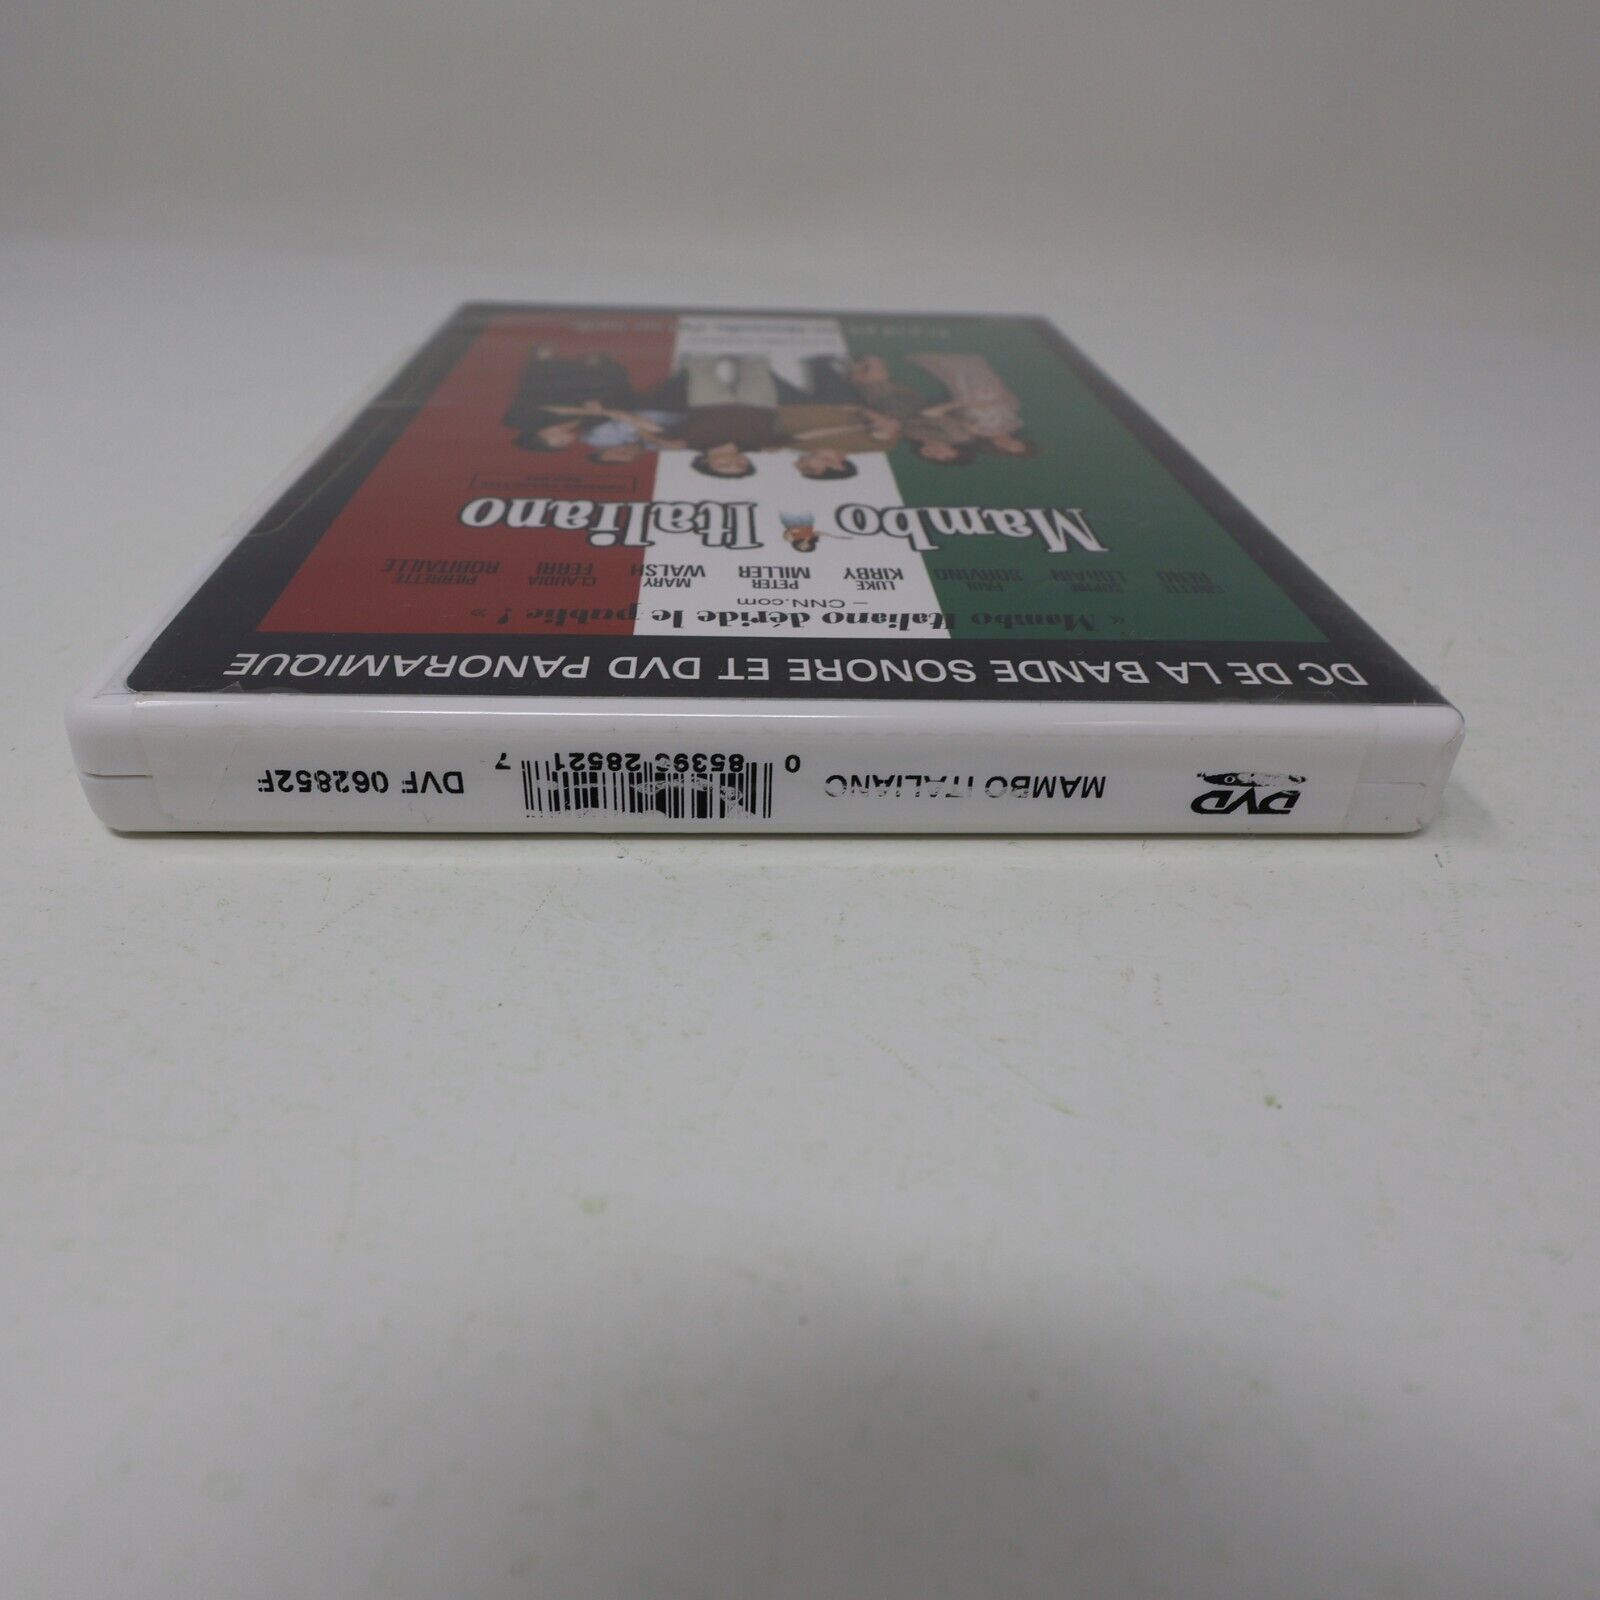 DC DE LA BANDE SONORE ET DVD PANORAMIQUE
« Mambo Italiano déride le public ! »
– CNN.com
GINETTE RENO SOPHIE LORAIN PAUL SORVINO LUKE KIRBY PETER MILLER MARY WALSH CLAUDIA FERRI PIERRETTE ROBITAILLE
Mambo Italiano
DVD MAMBO ITALIANO 0 85396 28521 7 DVF 062852F